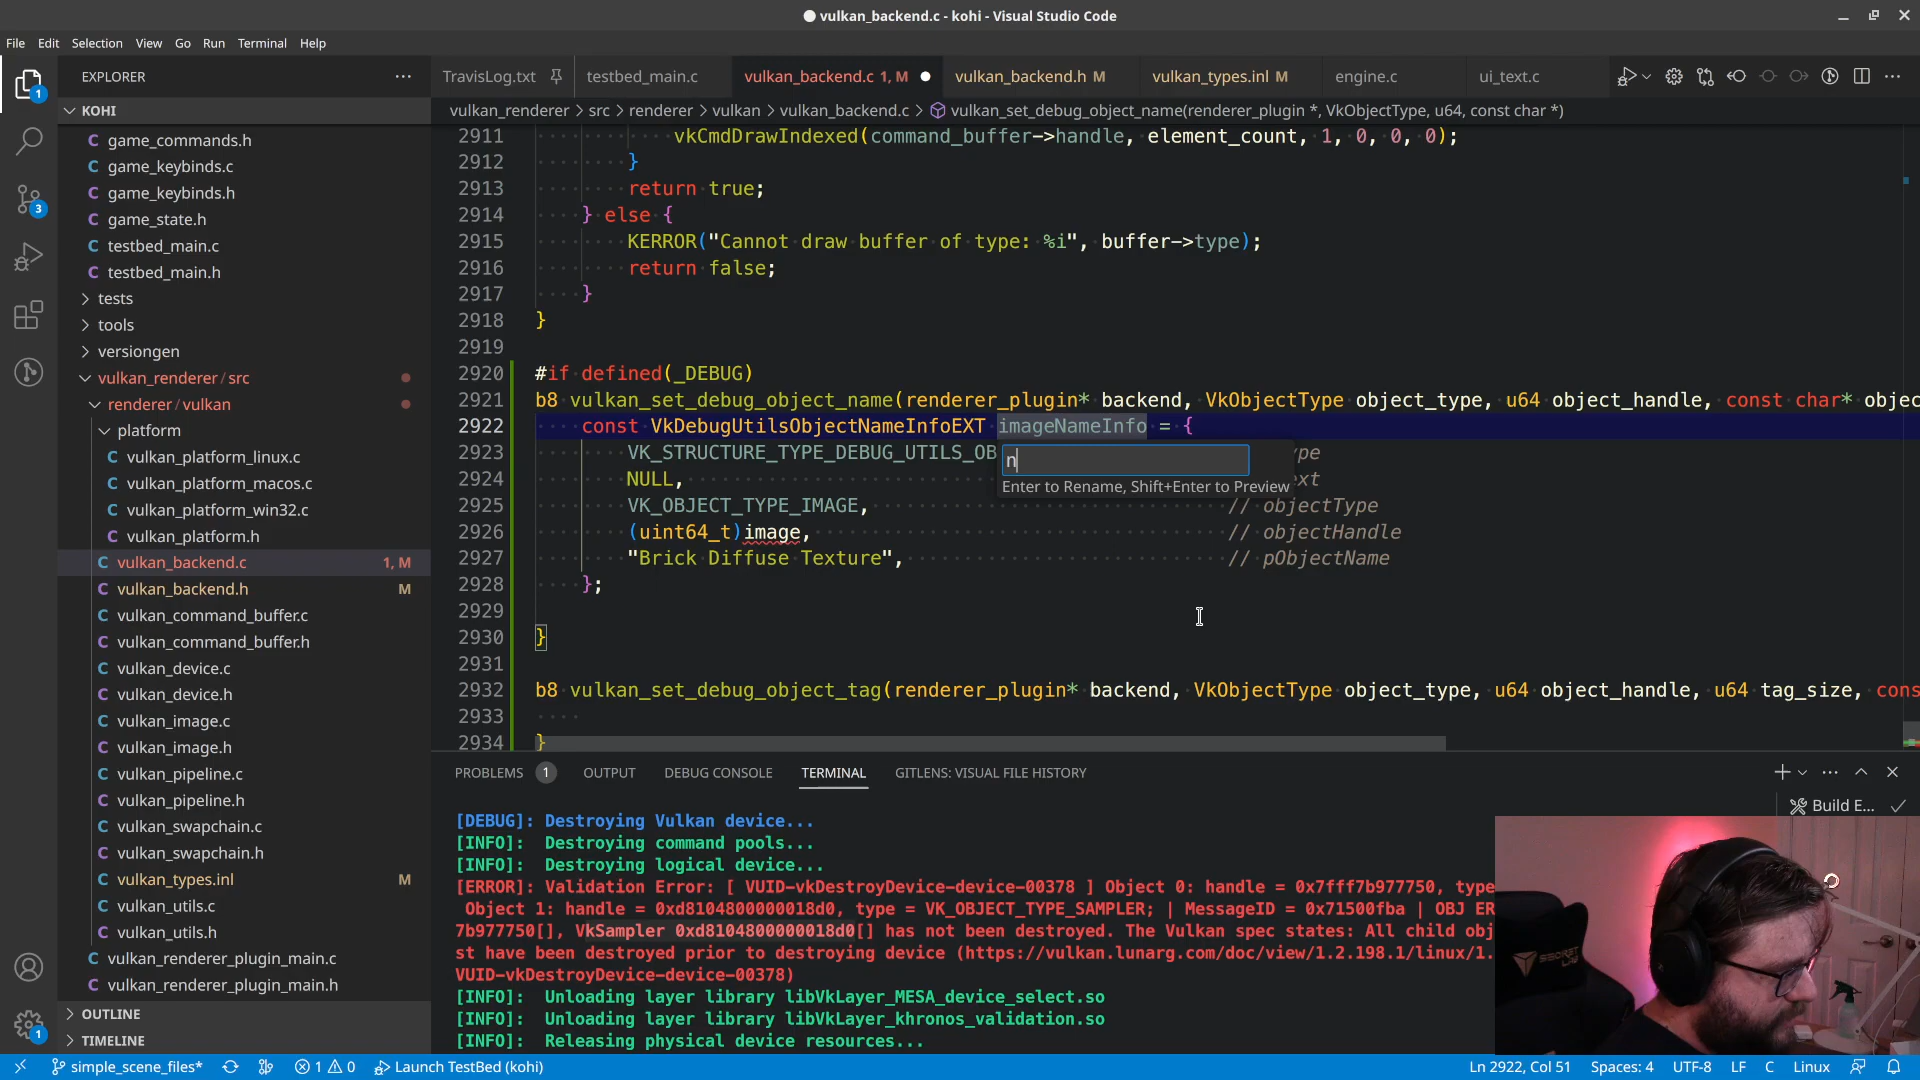 vulkan_backend.c - kohi - Visual Studio Code
File Edit Selection View Go Run Terminal Help
EXPLORER
TravisLog.txt testbed_main.c vulkan_backend.c 1, M vulkan_backend.h M vulkan_types.inl M engine.c ui_text.c
KOHI
vulkan_renderer > src > renderer > vulkan > vulkan_backend.c > vulkan_set_debug_object_name(renderer_plugin *, VkObjectType, u64, const char *)
game_commands.h
game_keybinds.c
game_keybinds.h
game_state.h
testbed_main.c
testbed_main.h
tests
tools
versiongen
vulkan_renderer / src
renderer / vulkan
platform
vulkan_platform_linux.c
vulkan_platform_macos.c
vulkan_platform_win32.c
vulkan_platform.h
vulkan_backend.c 1, M
vulkan_backend.h M
vulkan_command_buffer.c
vulkan_command_buffer.h
vulkan_device.c
vulkan_device.h
vulkan_image.c
vulkan_image.h
vulkan_pipeline.c
vulkan_pipeline.h
vulkan_swapchain.c
vulkan_swapchain.h
vulkan_types.inl M
vulkan_utils.c
vulkan_utils.h
vulkan_renderer_plugin_main.c
vulkan_renderer_plugin_main.h
OUTLINE
TIMELINE
2911 vkCmdDrawIndexed(command_buffer->handle, element_count, 1, 0, 0, 0);
2912 }
2913 return true;
2914 } else {
2915 KERROR("Cannot draw buffer of type: %i", buffer->type);
2916 return false;
2917 }
2918 }
2919
2920 #if defined(_DEBUG)
2921 b8 vulkan_set_debug_object_name(renderer_plugin* backend, VkObjectType object_type, u64 object_handle, const char* objec
2922 const VkDebugUtilsObjectNameInfoEXT imageNameInfo = {
2923 VK_STRUCTURE_TYPE_DEBUG_UTILS_OB pe
n
Enter to Rename, Shift+Enter to Preview
2924 NULL, xt
2925 VK_OBJECT_TYPE_IMAGE, // objectType
2926 (uint64_t)image, // objectHandle
2927 "Brick Diffuse Texture", // pObjectName
2928 };
2929
2930 }
2931
2932 b8 vulkan_set_debug_object_tag(renderer_plugin* backend, VkObjectType object_type, u64 object_handle, u64 tag_size, cons
2933
2934 }
PROBLEMS 1 OUTPUT DEBUG CONSOLE TERMINAL GITLENS: VISUAL FILE HISTORY
Build E...
[DEBUG]: Destroying Vulkan device...
[INFO]: Destroying command pools...
[INFO]: Destroying logical device...
[ERROR]: Validation Error: [ VUID-vkDestroyDevice-device-00378 ] Object 0: handle = 0x7fff7b977750, type
Object 1: handle = 0xd8104800000018d0, type = VK_OBJECT_TYPE_SAMPLER; | MessageID = 0x71500fba | OBJ ER
7b977750[], VkSampler 0xd8104800000018d0[] has not been destroyed. The Vulkan spec states: All child obj
st have been destroyed prior to destroying device (https://vulkan.lunarg.com/doc/view/1.2.198.1/linux/1.
VUID-vkDestroyDevice-device-00378)
[INFO]: Unloading layer library libVkLayer_MESA_device_select.so
[INFO]: Unloading layer library libVkLayer_khronos_validation.so
[INFO]: Releasing physical device resources...
SECRET LAB
simple_scene_files* 1 0 Launch TestBed (kohi) Ln 2922, Col 51 Spaces: 4 UTF-8 LF C Linux